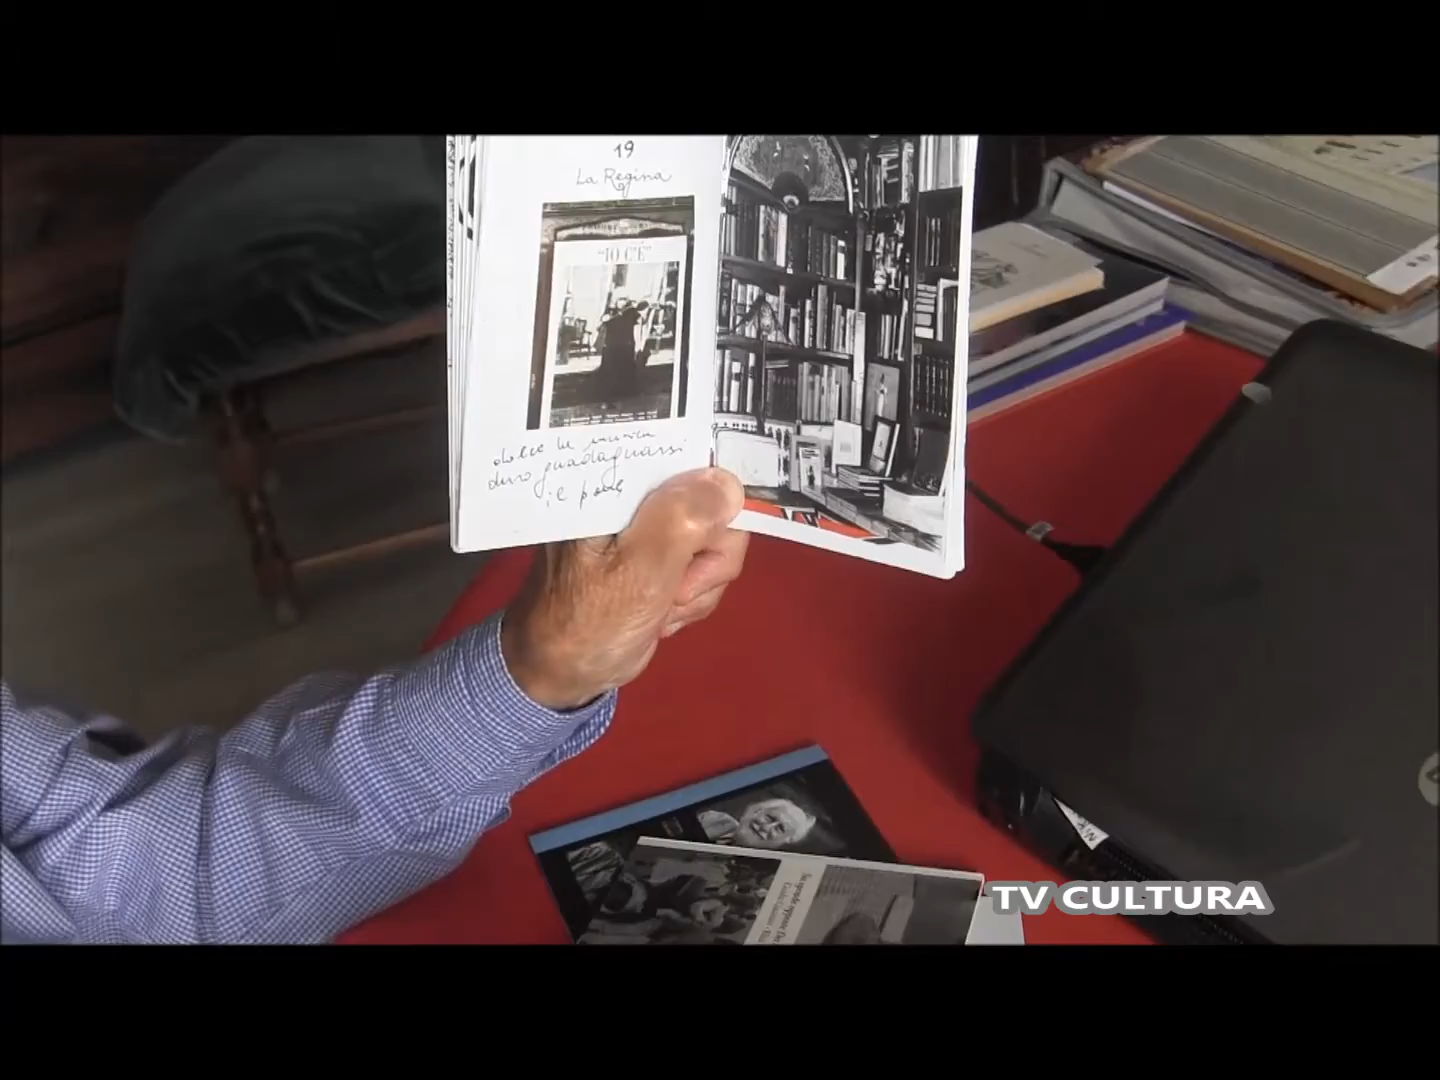 19
La Regina
"IO C'E"
dolce la musica
duro guadagnarsi
il pane
TV CULTURA